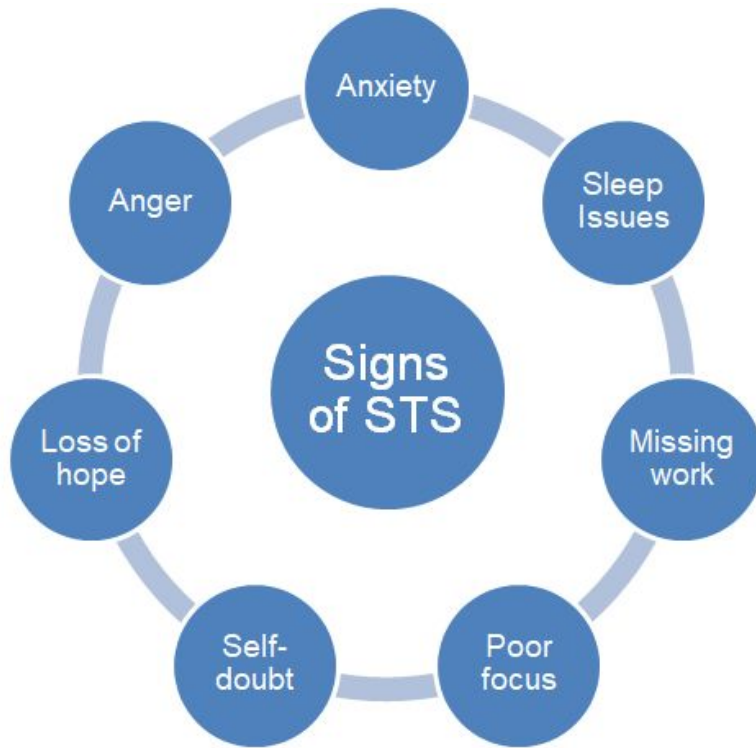 Anxiety
Sleep
Issues
Missing
work
Poor
focus
Self-
doubt
Loss of
hope
Anger
Signs
of STS